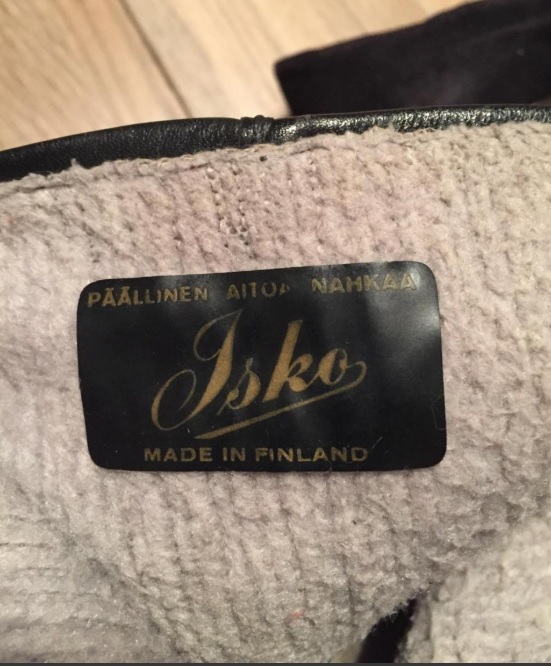 PÄÄLLINEN AITOA NAHKAA
Isko
MADE IN FINLAND